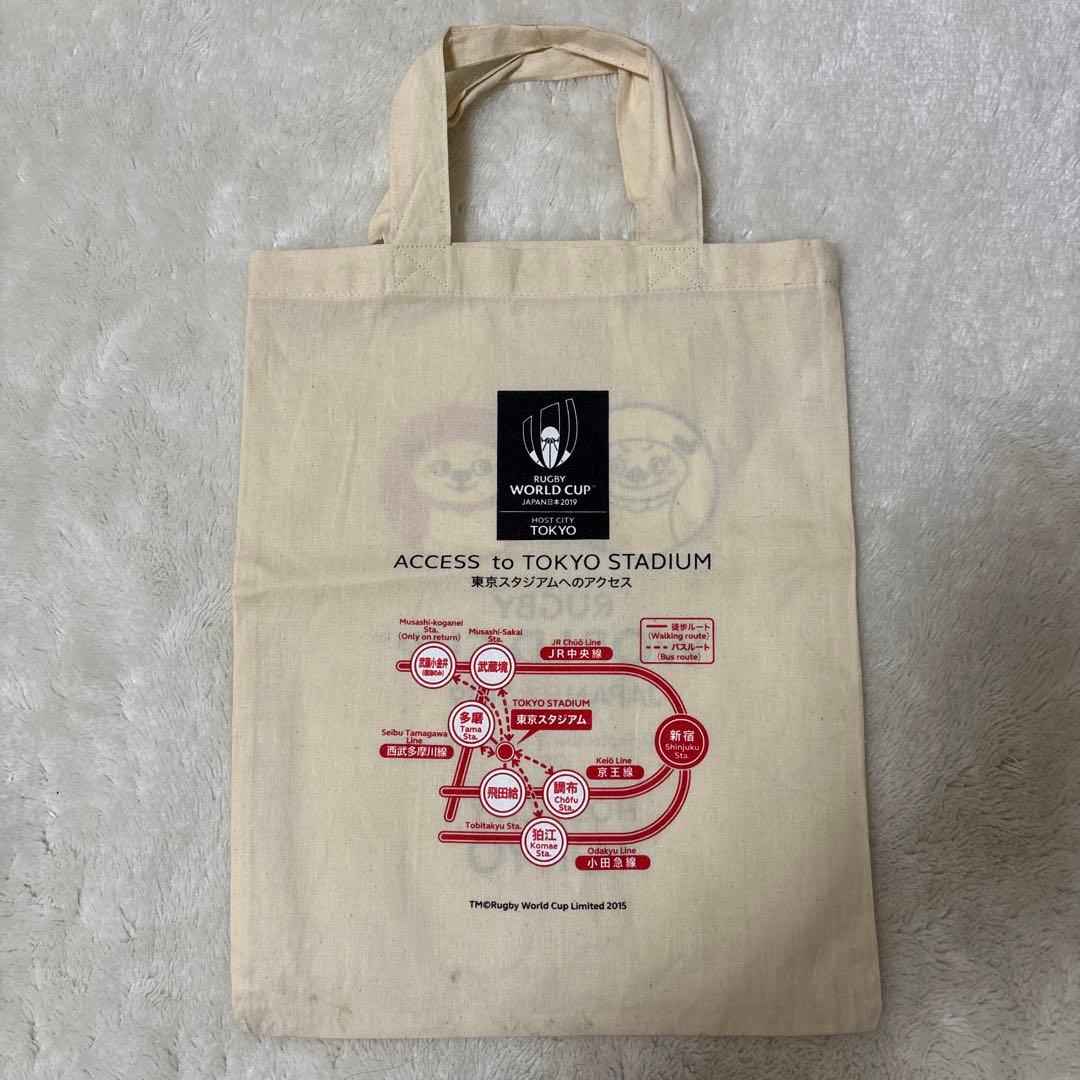 RUGBY
WORLD CUP™
JAPAN日本2019
HOST CITY
TOKYO
ACCESS to TOKYO STADIUM
東京スタジアムへのアクセス
Musashi-koganei
Sta.
(Only on return)
武蔵小金井
(復路のみ)
Musashi-Sakai
Sta.
武蔵境
JR Chūō Line
JR中央線
徒歩ルート
(Walking route)
バスルート
(Bus route)
多磨
Tama
Sta.
TOKYO STADIUM
東京スタジアム
新宿
Shinjuku
Sta.
Seibu Tamagawa
Line
西武多摩川線
Keiō Line
京王線
飛田給
調布
Chōfu
Sta.
Tobitakyu Sta.
狛江
Komae
Sta.
Odakyu Line
小田急線
TM©Rugby World Cup Limited 2015
RUGBY